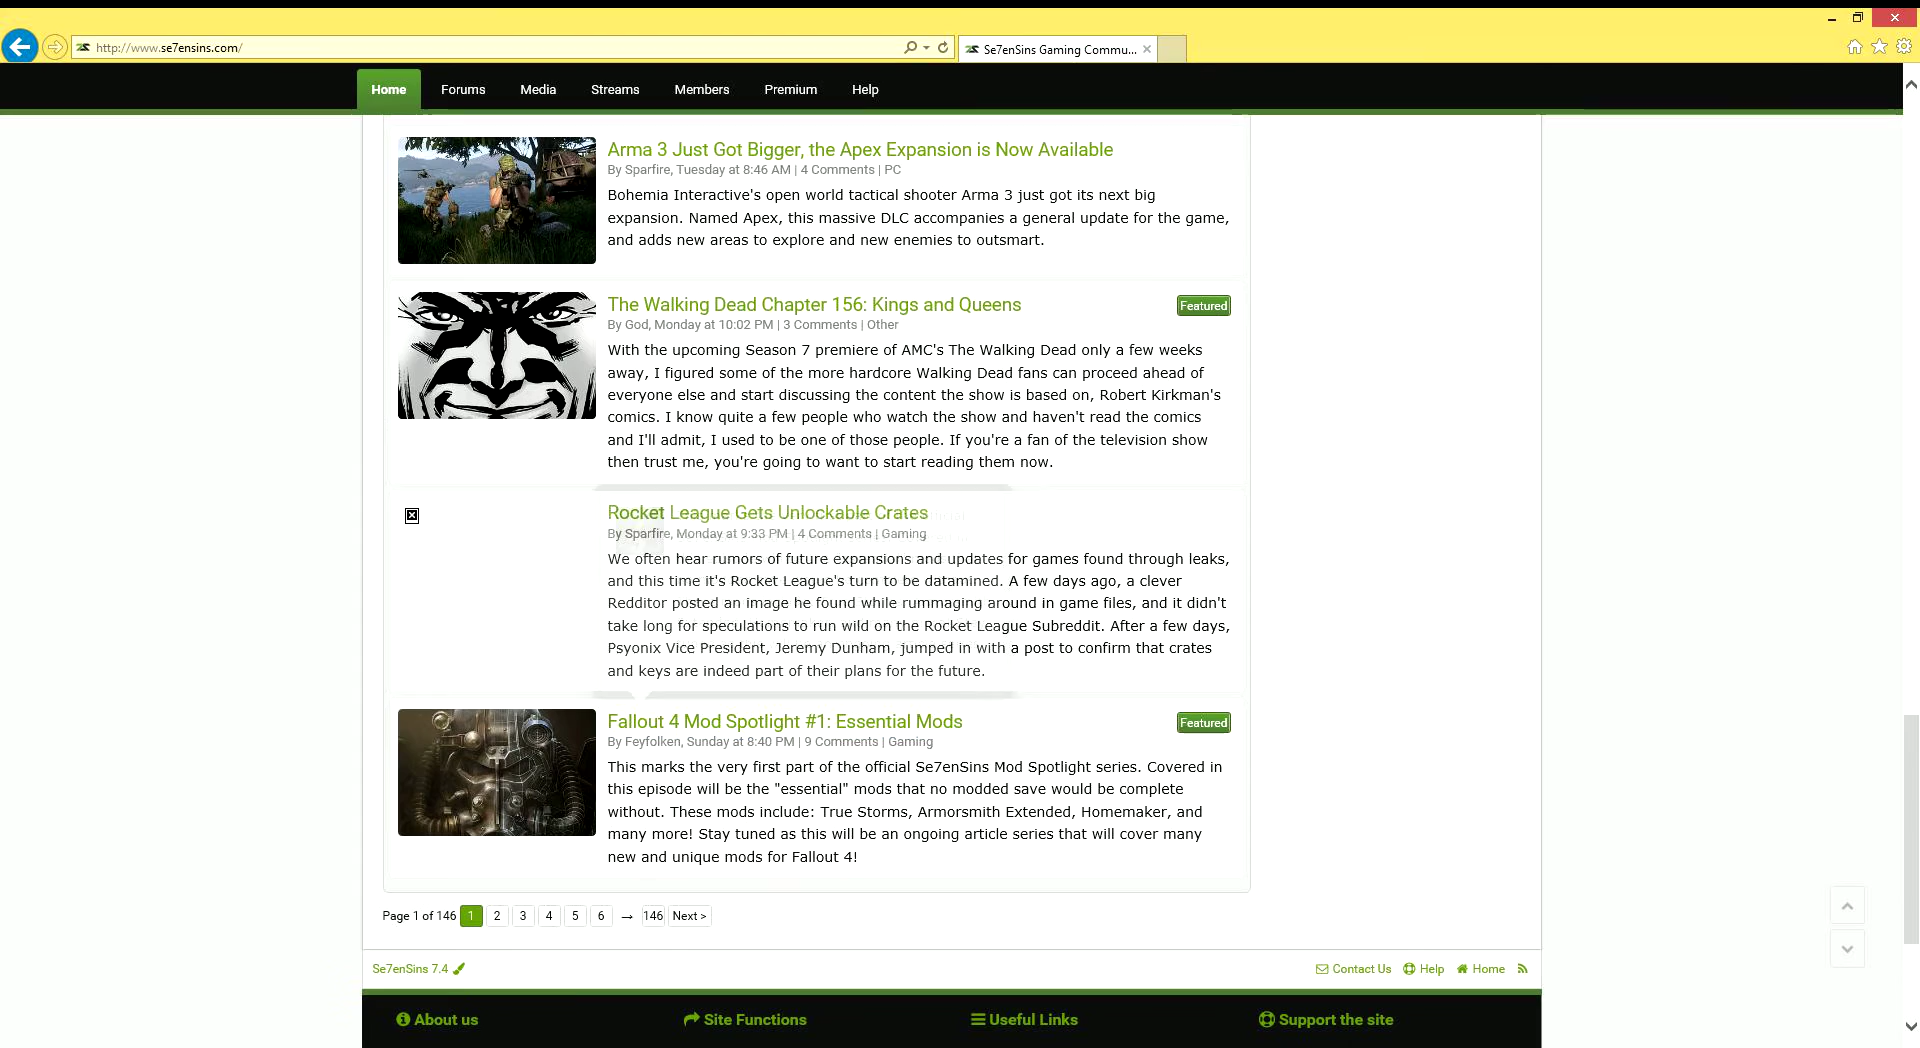 http://www.se7ensins.com/
Se7enSins Gaming Commu...
Home Forums Media Streams Members Premium Help
Arma 3 Just Got Bigger, the Apex Expansion is Now Available
By Sparfire, Tuesday at 8:46 AM | 4 Comments | PC
Bohemia Interactive's open world tactical shooter Arma 3 just got its next big
expansion. Named Apex, this massive DLC accompanies a general update for the game,
and adds new areas to explore and new enemies to outsmart.
The Walking Dead Chapter 156: Kings and Queens
Featured
By God, Monday at 10:02 PM | 3 Comments | Other
With the upcoming Season 7 premiere of AMC's The Walking Dead only a few weeks
away, I figured some of the more hardcore Walking Dead fans can proceed ahead of
everyone else and start discussing the content the show is based on, Robert Kirkman's
comics. I know quite a few people who watch the show and haven't read the comics
and I'll admit, I used to be one of those people. If you're a fan of the television show
then trust me, you're going to want to start reading them now.
Rocket League Gets Unlockable Crates
By Sparfire, Monday at 9:33 PM | 4 Comments | Gaming
We often hear rumors of future expansions and updates for games found through leaks,
and this time it's Rocket League's turn to be datamined. A few days ago, a clever
Redditor posted an image he found while rummaging around in game files, and it didn't
take long for speculations to run wild on the Rocket League Subreddit. After a few days,
Psyonix Vice President, Jeremy Dunham, jumped in with a post to confirm that crates
and keys are indeed part of their plans for the future.
Fallout 4 Mod Spotlight #1: Essential Mods
Featured
By Feyfolken, Sunday at 8:40 PM | 9 Comments | Gaming
This marks the very first part of the official Se7enSins Mod Spotlight series. Covered in
this episode will be the "essential" mods that no modded save would be complete
without. These mods include: True Storms, Armorsmith Extended, Homemaker, and
many more! Stay tuned as this will be an ongoing article series that will cover many
new and unique mods for Fallout 4!
Page 1 of 146 1 2 3 4 5 6 → 146 Next >
Se7enSins 7.4
Contact Us Help Home
About us Site Functions Useful Links Support the site